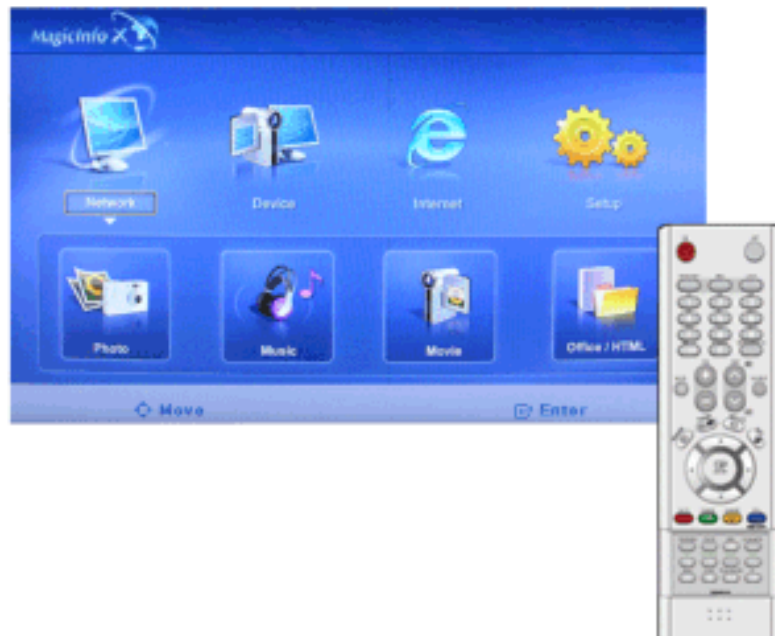 MagicInfo X
Network Device Internet Setup
Photo Music Movie Office / HTML
Move Enter